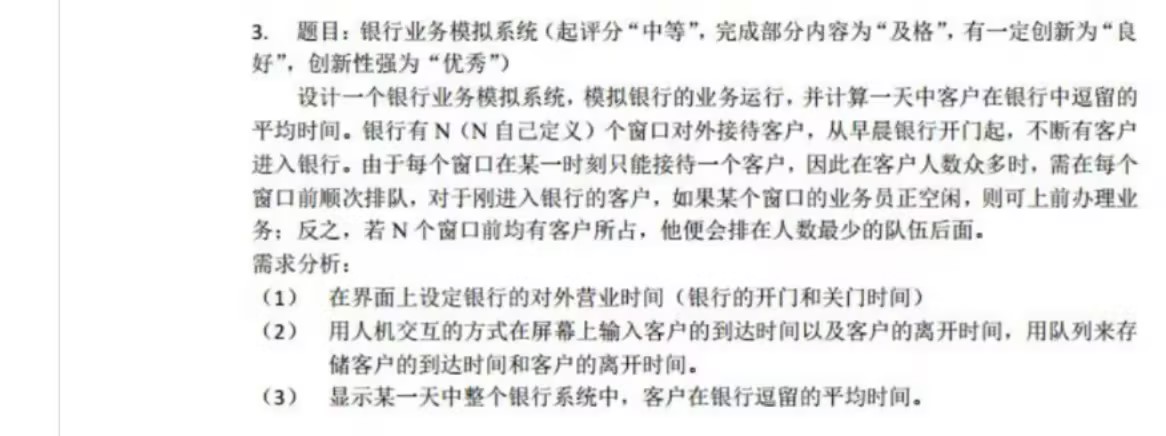 3. 题目：银行业务模拟系统（起评分“中等”，完成部分内容为“及格”，有一定创新为“良
好”，创新性强为“优秀”）
设计一个银行业务模拟系统，模拟银行的业务运行，并计算一天中客户在银行中逗留的
平均时间。银行有 N（N 自己定义）个窗口对外接待客户，从早晨银行开门起，不断有客户
进入银行。由于每个窗口在某一时刻只能接待一个客户，因此在客户人数众多时，需在每个
窗口前顺次排队，对于刚进入银行的客户，如果某个窗口的业务员正空闲，则可上前办理业
务；反之，若 N 个窗口前均有客户所占，他便会排在人数最少的队伍后面。
需求分析：
（1） 在界面上设定银行的对外营业时间（银行的开门和关门时间）
（2） 用人机交互的方式在屏幕上输入客户的到达时间以及客户的离开时间，用队列来存
储客户的到达时间和客户的离开时间。
（3） 显示某一天中整个银行系统中，客户在银行逗留的平均时间。